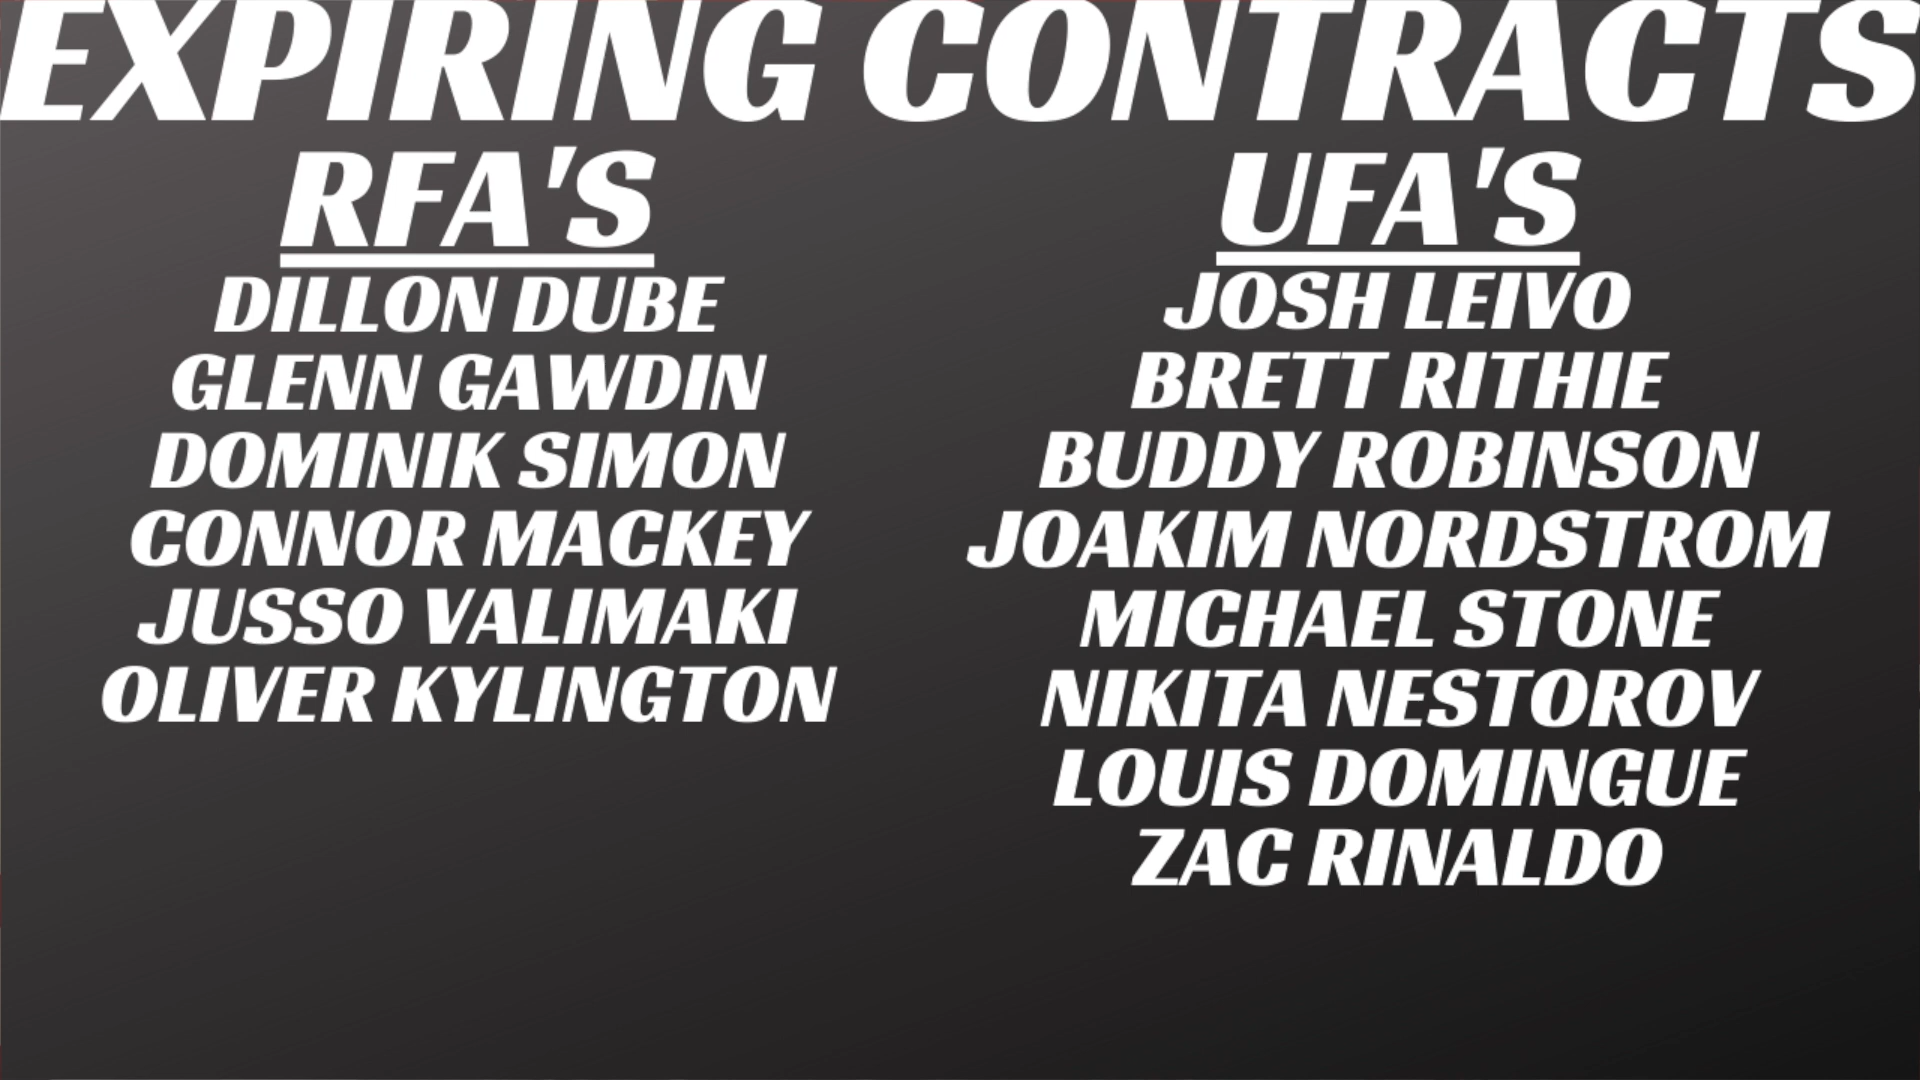 EXPIRING CONTRACTS
RFA'S
DILLON DUBE
GLENN GAWDIN
DOMINIK SIMON
CONNOR MACKEY
JUSSO VALIMAKI
OLIVER KYLINGTON
UFA'S
JOSH LEIVO
BRETT RITHIE
BUDDY ROBINSON
JOAKIM NORDSTROM
MICHAEL STONE
NIKITA NESTOROV
LOUIS DOMINGUE
ZAC RINALDO